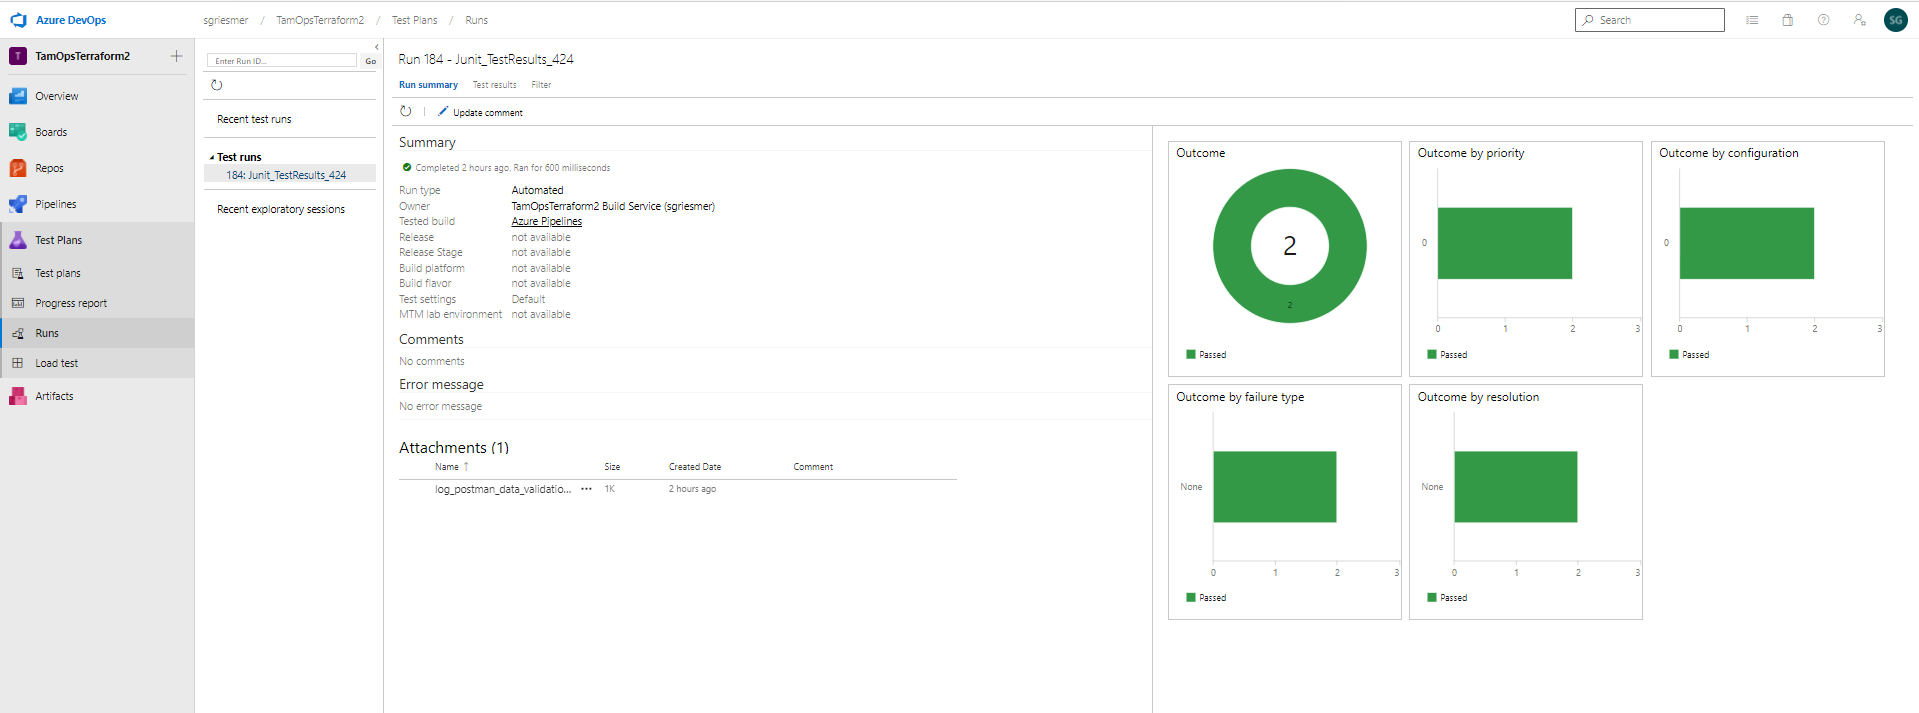 Azure DevOps
sgriesmer / TamOpsTerraform2 / Test Plans / Runs
Search
SG
T TamOpsTerraform2
Overview
Boards
Repos
Pipelines
Test Plans
Test plans
Progress report
Runs
Load test
Artifacts
Enter Run ID...
Go
Recent test runs
Test runs
184: Junit_TestResults_424
Recent exploratory sessions
Run 184 - Junit_TestResults_424
Run summary Test results Filter
Update comment
Summary
Completed 2 hours ago, Ran for 600 milliseconds
Run type Automated
Owner TamOpsTerraform2 Build Service (sgriesmer)
Tested build Azure Pipelines
Release not available
Release Stage not available
Build platform not available
Build flavor not available
Test settings Default
MTM lab environment not available
Comments
No comments
Error message
No error message
Attachments (1)
Name ↑ Size Created Date Comment
log_postman_data_validatio... ••• 1K 2 hours ago
Outcome
2
2
Passed
Outcome by priority
0
0 1 2 3
Passed
Outcome by configuration
0
0 1 2 3
Passed
Outcome by failure type
None
0 1 2 3
Passed
Outcome by resolution
None
0 1 2 3
Passed